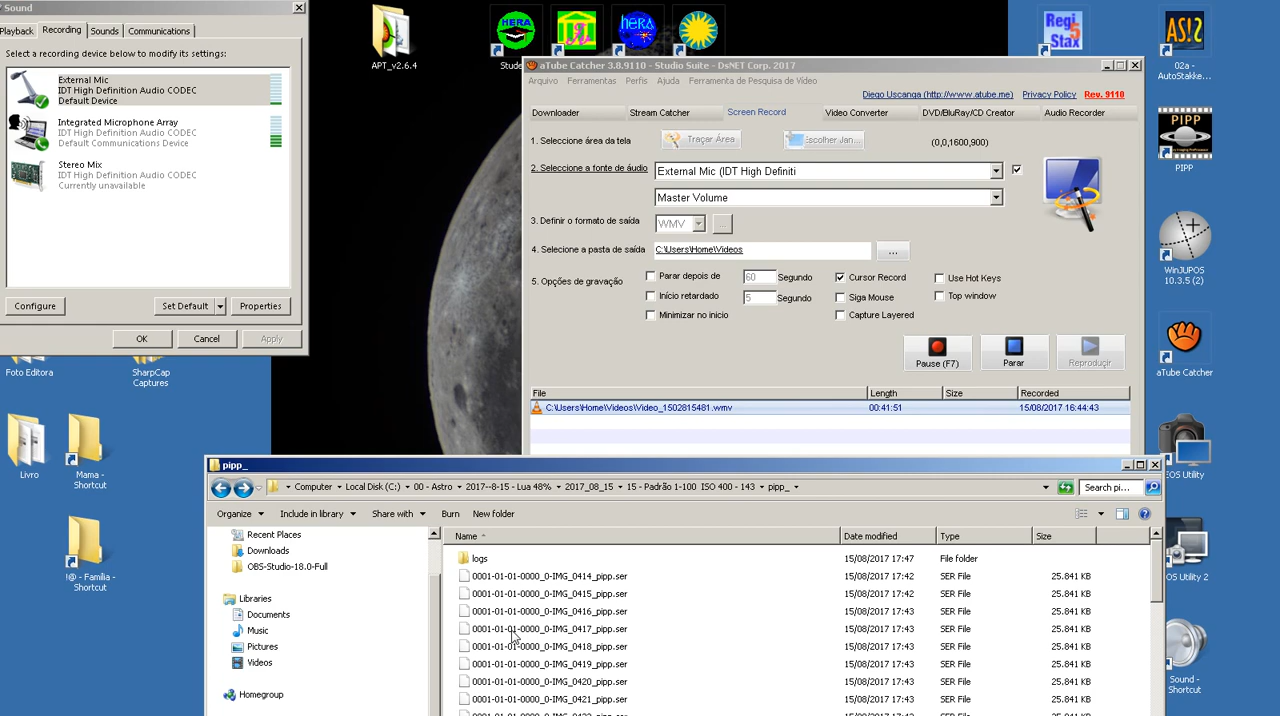 Sound
Playback Recording Sounds Communications
Select a recording device below to modify its settings:
External Mic
IDT High Definition Audio CODEC
Default Device
Integrated Microphone Array
IDT High Definition Audio CODEC
Default Communications Device
Stereo Mix
IDT High Definition Audio CODEC
Currently unavailable
Configure Set Default Properties
OK Cancel Apply
APT_v2.6.4
HERA
hERA
Stude
Regi
Stax
5
AS!2
02a -
AutoStakke...
PIPP
PIPP
WinJUPOS
10.3.5 (2)
aTube Catcher
EOS Utility
EOS Utility 2
Sound -
Shortcut
Foto Editora
SharpCap
Captures
Livro
Mama -
Shortcut
!@ - Família -
Shortcut
aTube Catcher 3.8.9110 - Studio Suite - DsNET Corp. 2017
Arquivo Ferramentas Perfis Ajuda Ferramenta de Pesquisa de Vídeo
Diego Uscanga (http://www.atube.me) Privacy Policy Rev. 9110
Downloader Stream Catcher Screen Record Video Converter DVD/BluRay/CD Creator Audio Recorder
1. Seleccione área da tela Traçar Área Escolher Jan... (0,0,1600,900)
2. Seleccione a fonte de áudio External Mic (IDT High Definiti
Master Volume
3. Definir o formato de saída WMV ...
4. Selecione a pasta de saída C:\Users\Home\Videos ...
5. Opções de gravação Parar depois de 60 Segundo Cursor Record Use Hot Keys
Início retardado 5 Segundo Siga Mouse Top window
Minimizar no inicio Capture Layered
Pause (F7) Parar Reproduçir
File Length Size Recorded
C:\Users\Home\Videos\Video_1502815481.wmv 00:41:51 15/08/2017 16:44:43
pipp_
Computer Local Disk (C:) 00 - Astro 2017--8-15 - Lua 48% 2017_08_15 15 - Padrão 1-100 ISO 400 - 143 pipp_ Search pi...
Organize Include in library Share with Burn New folder
Recent Places
Downloads
OBS-Studio-18.0-Full
Libraries
Documents
Music
Pictures
Videos
Homegroup
Name Date modified Type Size
logs 15/08/2017 17:47 File folder
0001-01-01-0000_0-IMG_0414_pipp.ser 15/08/2017 17:42 SER File 25.841 KB
0001-01-01-0000_0-IMG_0415_pipp.ser 15/08/2017 17:42 SER File 25.841 KB
0001-01-01-0000_0-IMG_0416_pipp.ser 15/08/2017 17:43 SER File 25.841 KB
0001-01-01-0000_0-IMG_0417_pipp.ser 15/08/2017 17:43 SER File 25.841 KB
0001-01-01-0000_0-IMG_0418_pipp.ser 15/08/2017 17:43 SER File 25.841 KB
0001-01-01-0000_0-IMG_0419_pipp.ser 15/08/2017 17:43 SER File 25.841 KB
0001-01-01-0000_0-IMG_0420_pipp.ser 15/08/2017 17:43 SER File 25.841 KB
0001-01-01-0000_0-IMG_0421_pipp.ser 15/08/2017 17:43 SER File 25.841 KB